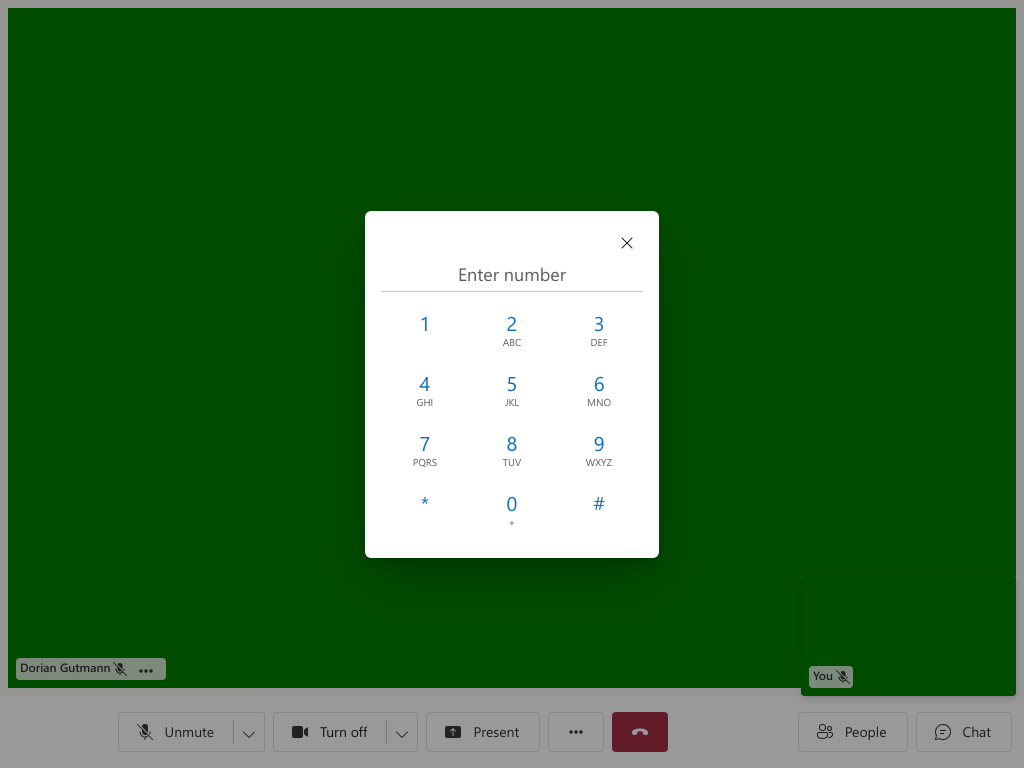 Enter number
1
2
ABC
3
DEF
4
GHI
5
JKL
6
MNO
7
PQRS
8
TUV
9
WXYZ
*
0
+
#
Dorian Gutmann
You
Unmute
Turn off
Present
People
Chat